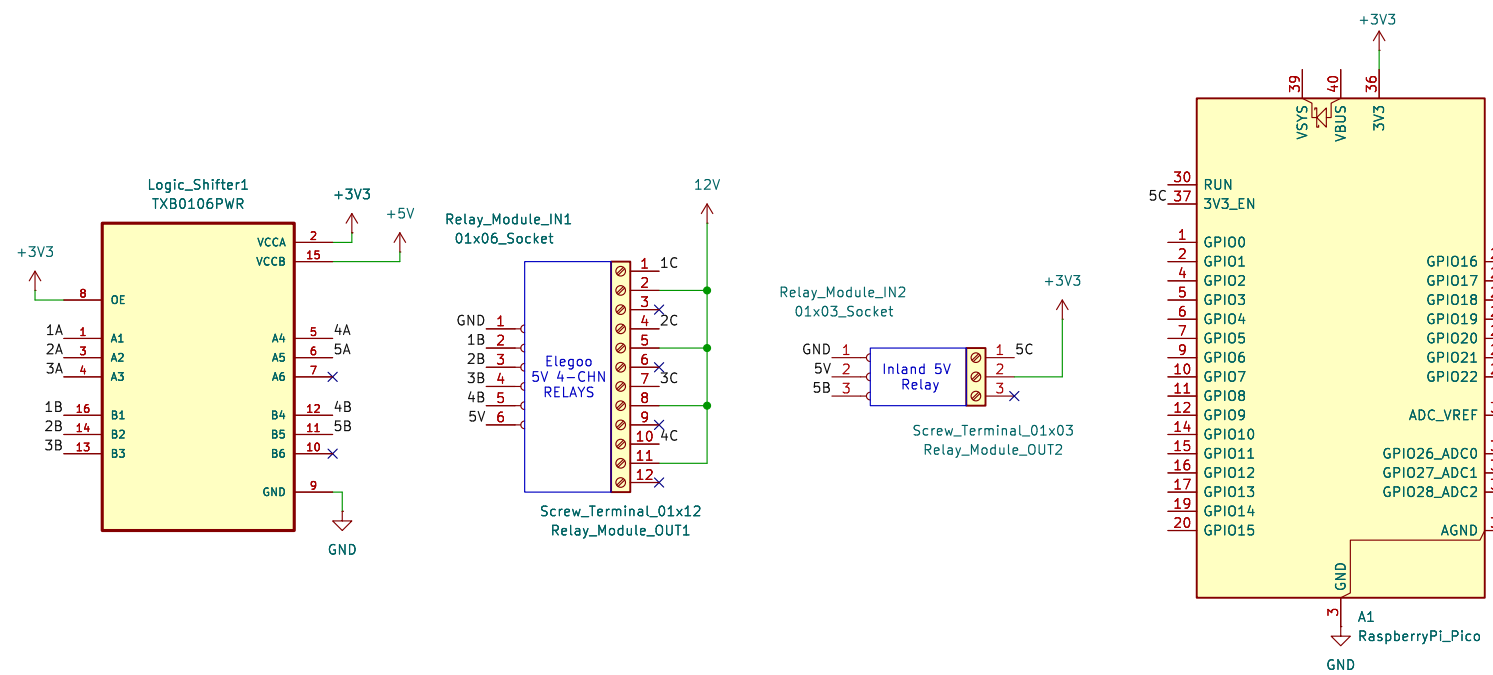 Logic_Shifter1
TXB0106PWR
+3V3
+3V3
+5V
2
VCCA
15
VCCB
8
OE
1A 1 A1
2A 3 A2
3A 4 A3
A4 5 4A
A5 6 5A
A6 7
1B 16 B1
2B 14 B2
3B 13 B3
B4 12 4B
B5 11 5B
B6 10
GND 9
GND
Relay_Module_IN1
01x06_Socket
12V
GND 1
1B 2
2B 3
3B 4
4B 5
5V 6
Elegoo
5V 4-CHN
RELAYS
1 1C
2
3
4 2C
5
6
7 3C
8
9
10 4C
11
12
Screw_Terminal_01x12
Relay_Module_OUT1
Relay_Module_IN2
01x03_Socket
+3V3
GND 1
5V 2
5B 3
Inland 5V
Relay
1 5C
2
3
Screw_Terminal_01x03
Relay_Module_OUT2
+3V3
39 40 36
VSYS VBUS 3V3
30 RUN
5C 37 3V3_EN
1 GPIO0
2 GPIO1
4 GPIO2
5 GPIO3
6 GPIO4
7 GPIO5
9 GPIO6
10 GPIO7
11 GPIO8
12 GPIO9
14 GPIO10
15 GPIO11
16 GPIO12
17 GPIO13
19 GPIO14
20 GPIO15
GPIO16
GPIO17
GPIO18
GPIO19
GPIO20
GPIO21
GPIO22
ADC_VREF
GPIO26_ADC0
GPIO27_ADC1
GPIO28_ADC2
AGND
GND
3
A1
RaspberryPi_Pico
GND